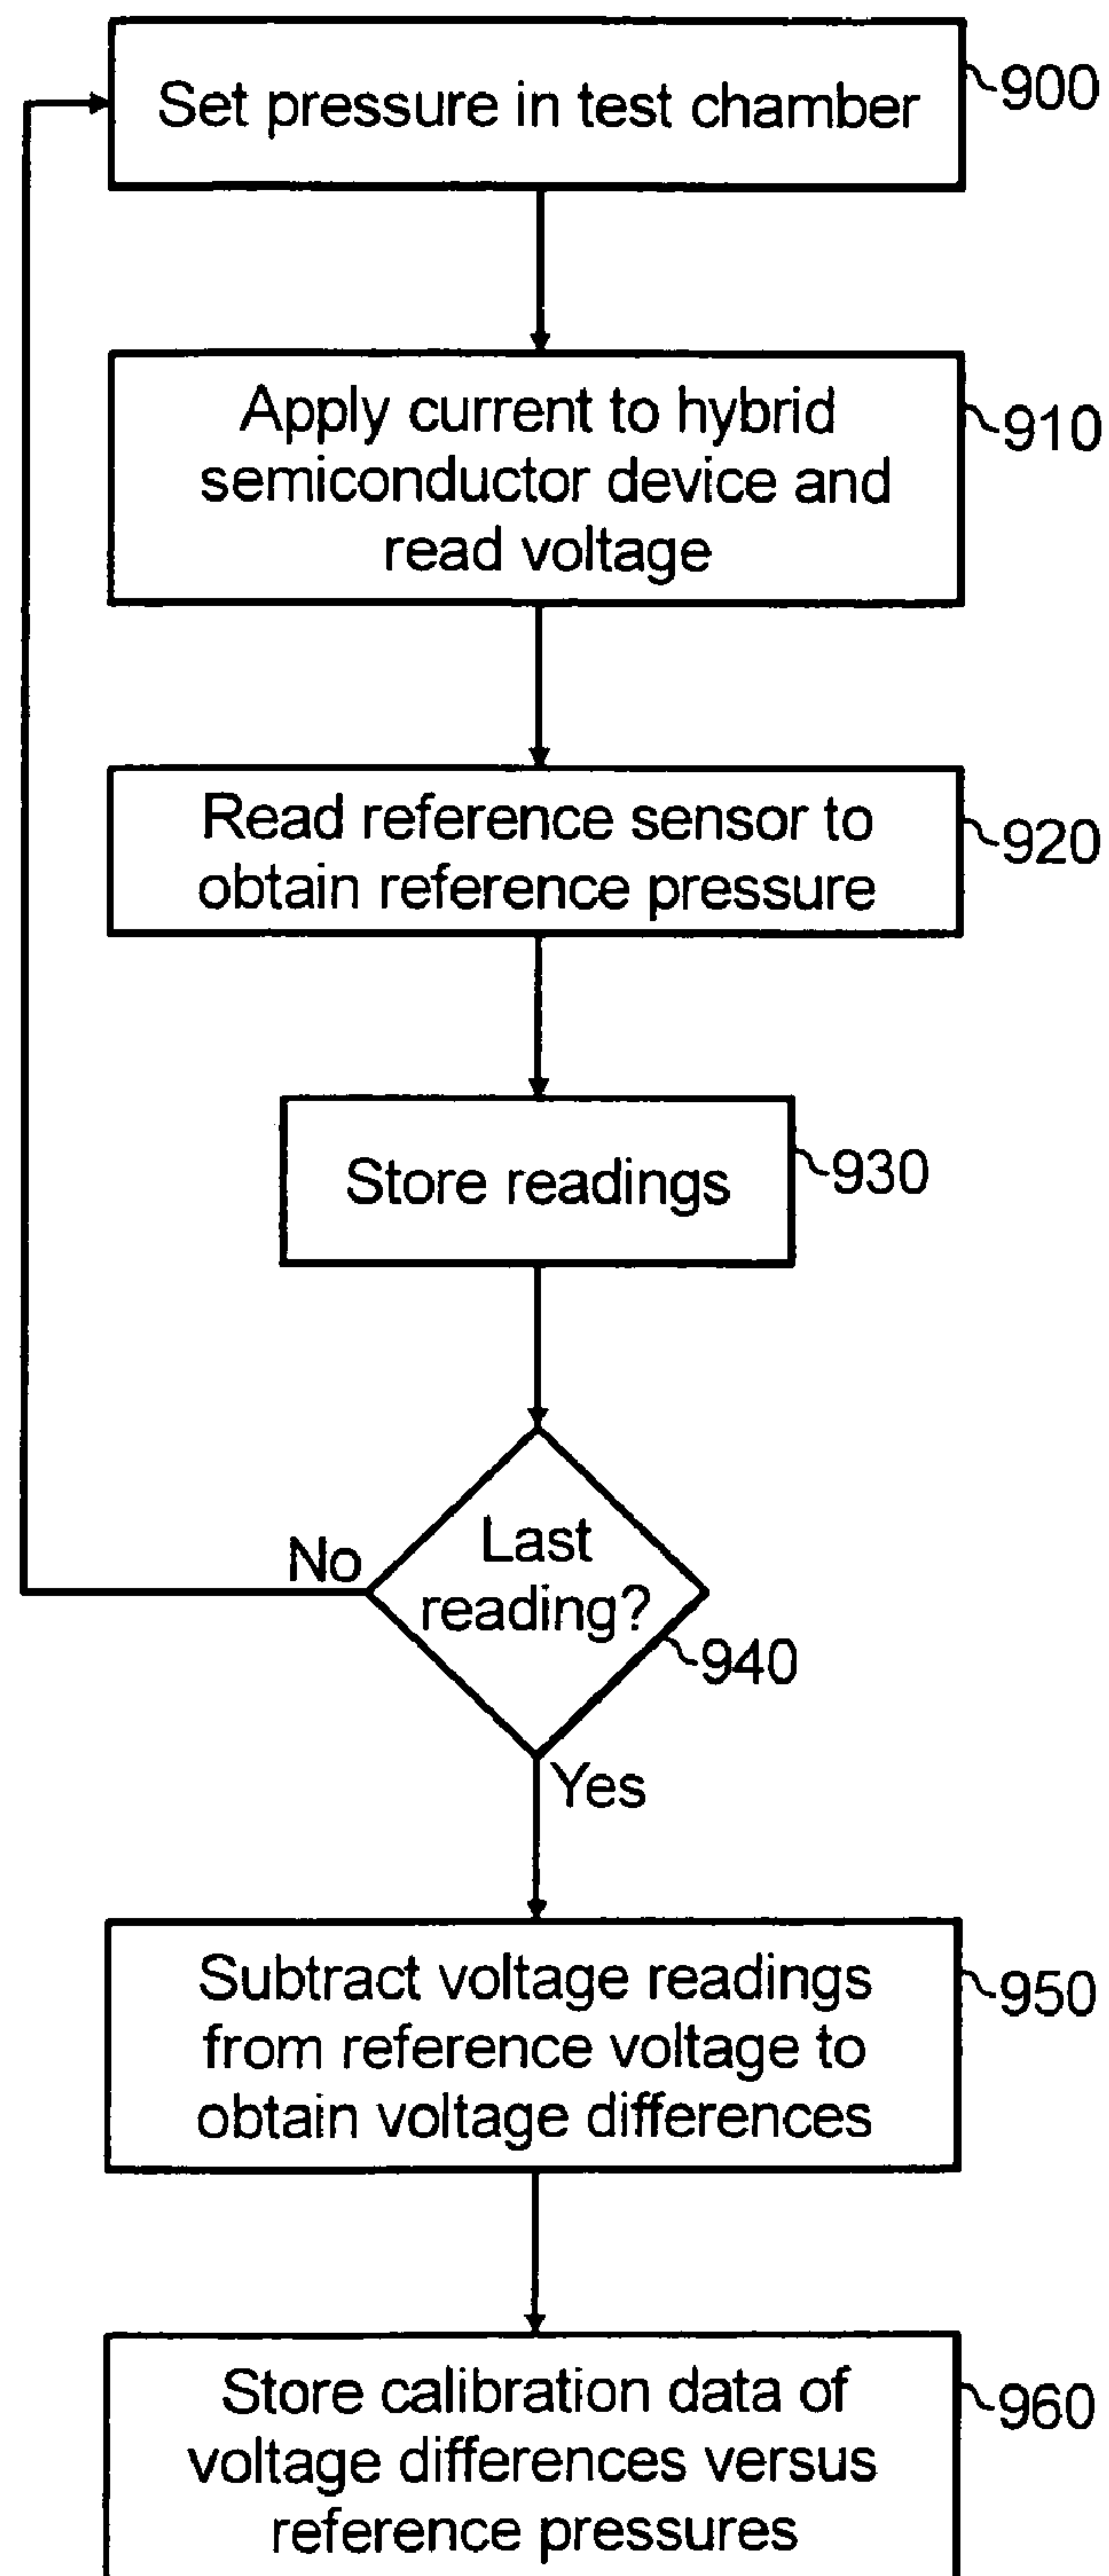 Set pressure in test chamber
900
Apply current to hybrid
semiconductor device and
read voltage
910
Read reference sensor to
obtain reference pressure
920
Store readings
930
Last
reading?
No
940
Yes
Subtract voltage readings
from reference voltage to
obtain voltage differences
950
Store calibration data of
voltage differences versus
reference pressures
960